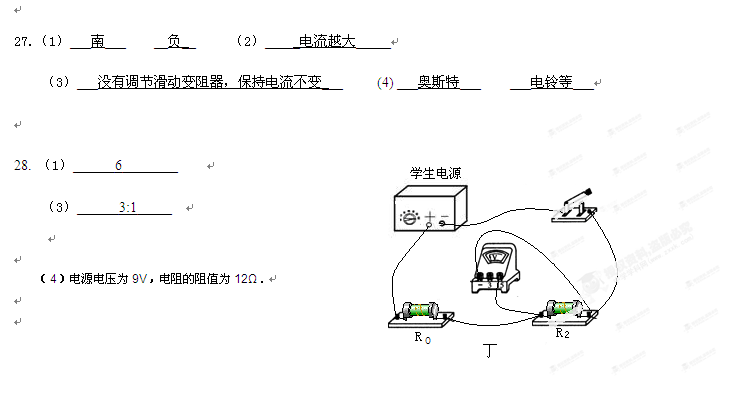 27.（1） 南 负 （2） 电流越大
（3） 没有调节滑动变阻器，保持电流不变 (4) 奥斯特 电铃等
28.（1） 6
（3） 3:1
（4）电源电压为 9V，电阻的阻值为 12Ω．
学生电源
+ −
V
R0
R2
丁